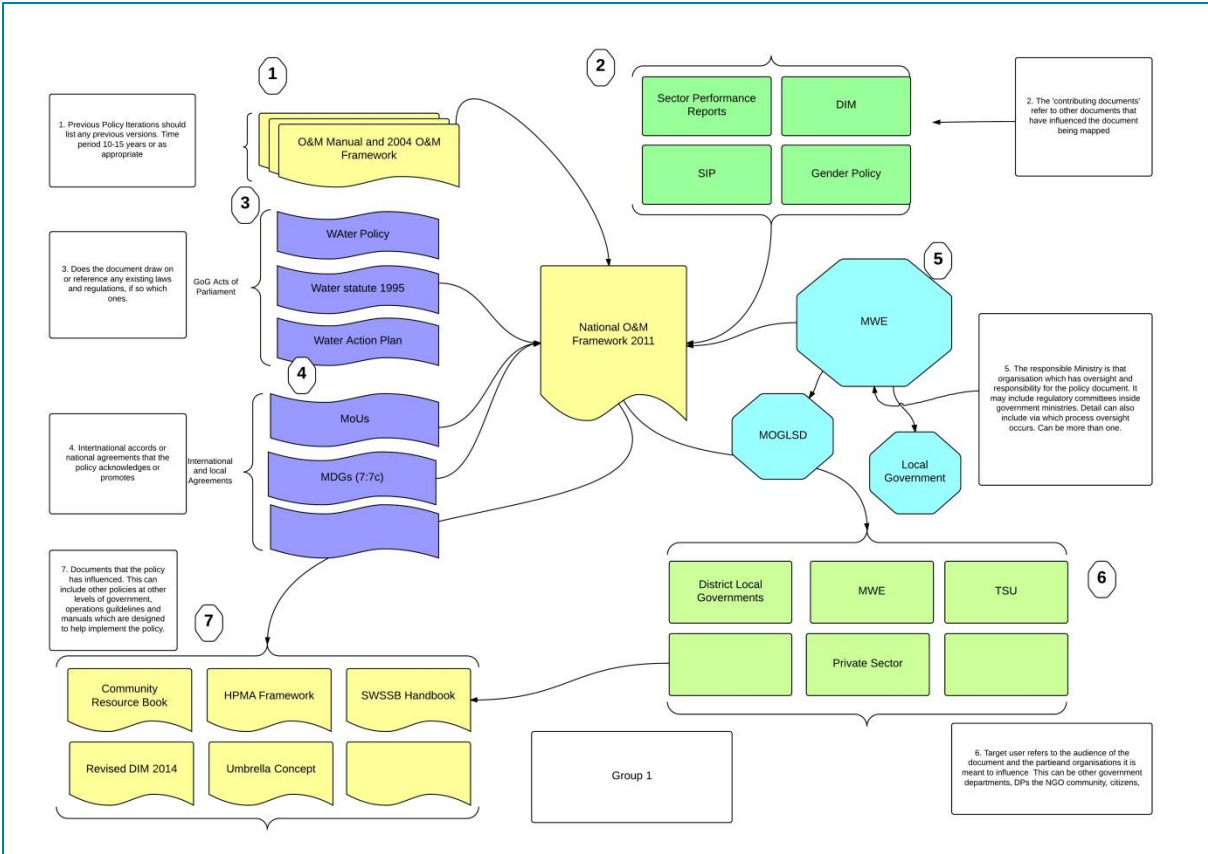 1
2
1. Previous Policy Iterations should
list any previous versions. Time
period 10-15 years or as
appropriate
O&M Manual and 2004 O&M
Framework
Sector Performance
Reports
DIM
SIP
Gender Policy
2. The 'contributing documents'
refer to other documents that
have influenced the document
being mapped
3
3. Does the document draw on
or reference any existing laws
and regulations, if so which
ones.
GoG Acts of
Parliament
WAter Policy
Water statute 1995
Water Action Plan
National O&M
Framework 2011
5
MWE
MOGLSD
Local
Government
5. The responsible Ministry is that
organisation which has oversight and
responsibility for the policy document. It
may include regulatory committees inside
government ministries. Detail can also
include via which process oversight
occurs. Can be more than one.
4
4. Intertnational accords or
national agreements that the
policy acknowledges or
promotes
International
and local
Agreements
MoUs
MDGs (7:7c)
7. Documents that the policy
has influenced. This can
include other policies at other
levels of government,
operations guildelines and
manuals which are designed
to help implement the policy.
7
Community
Resource Book
HPMA Framework
SWSSB Handbook
Revised DIM 2014
Umbrella Concept
District Local
Governments
MWE
TSU
Private Sector
6
Group 1
6. Target user refers to the audience of the
document and the partieand organisations it is
meant to influence  This can be other government
departments, DPs the NGO community, citizens,